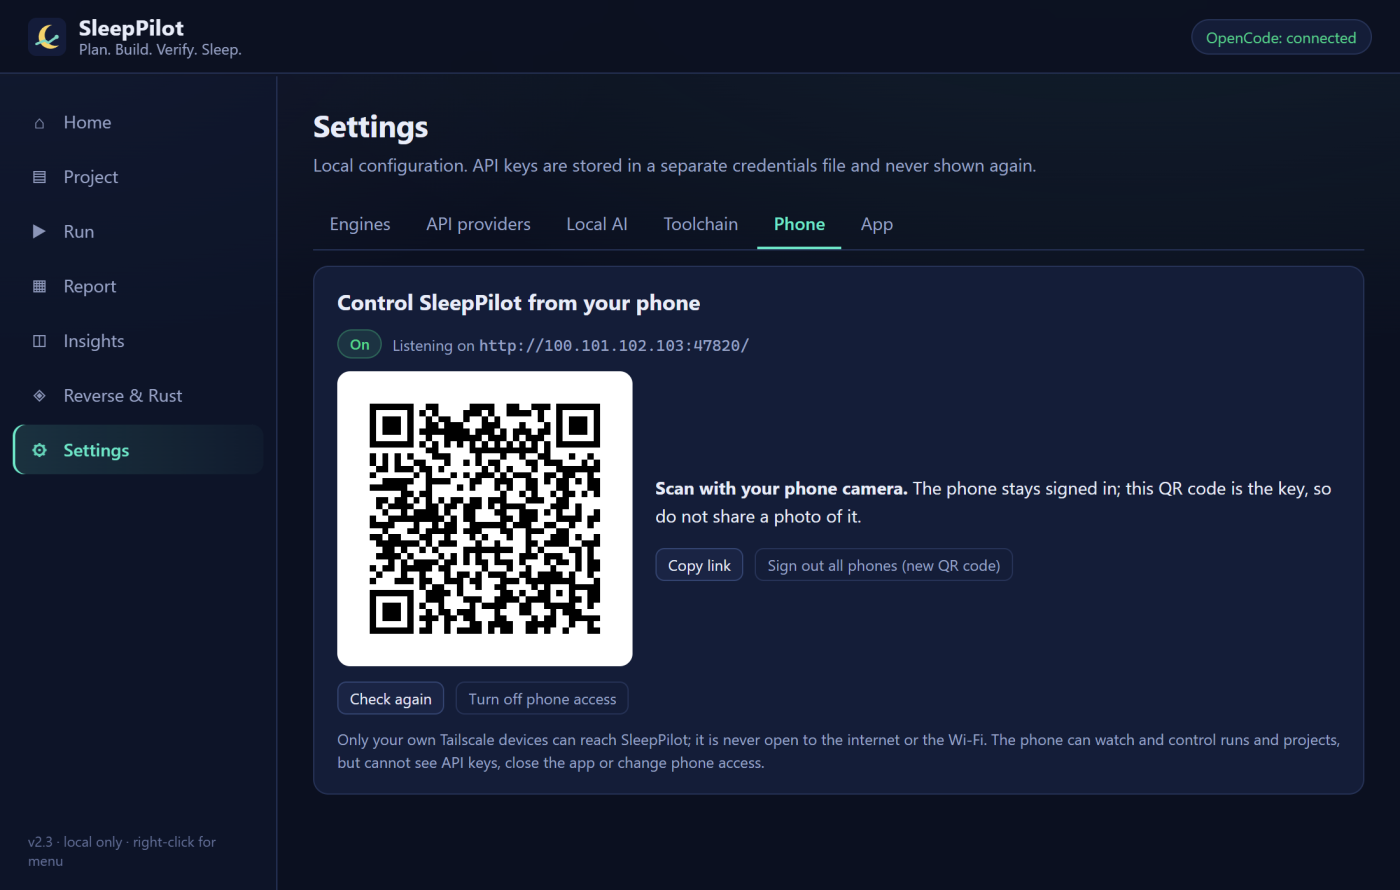 SleepPilot
Plan. Build. Verify. Sleep.
OpenCode: connected
Home
Project
Run
Report
Insights
Reverse & Rust
Settings
v2.3 · local only · right-click for
menu
Settings
Local configuration. API keys are stored in a separate credentials file and never shown again.
Engines API providers Local AI Toolchain Phone App
Control SleepPilot from your phone
On Listening on http://100.101.102.103:47820/
Scan with your phone camera. The phone stays signed in; this QR code is the key, so
do not share a photo of it.
Copy link Sign out all phones (new QR code)
Check again Turn off phone access
Only your own Tailscale devices can reach SleepPilot; it is never open to the internet or the Wi-Fi. The phone can watch and control runs and projects,
but cannot see API keys, close the app or change phone access.